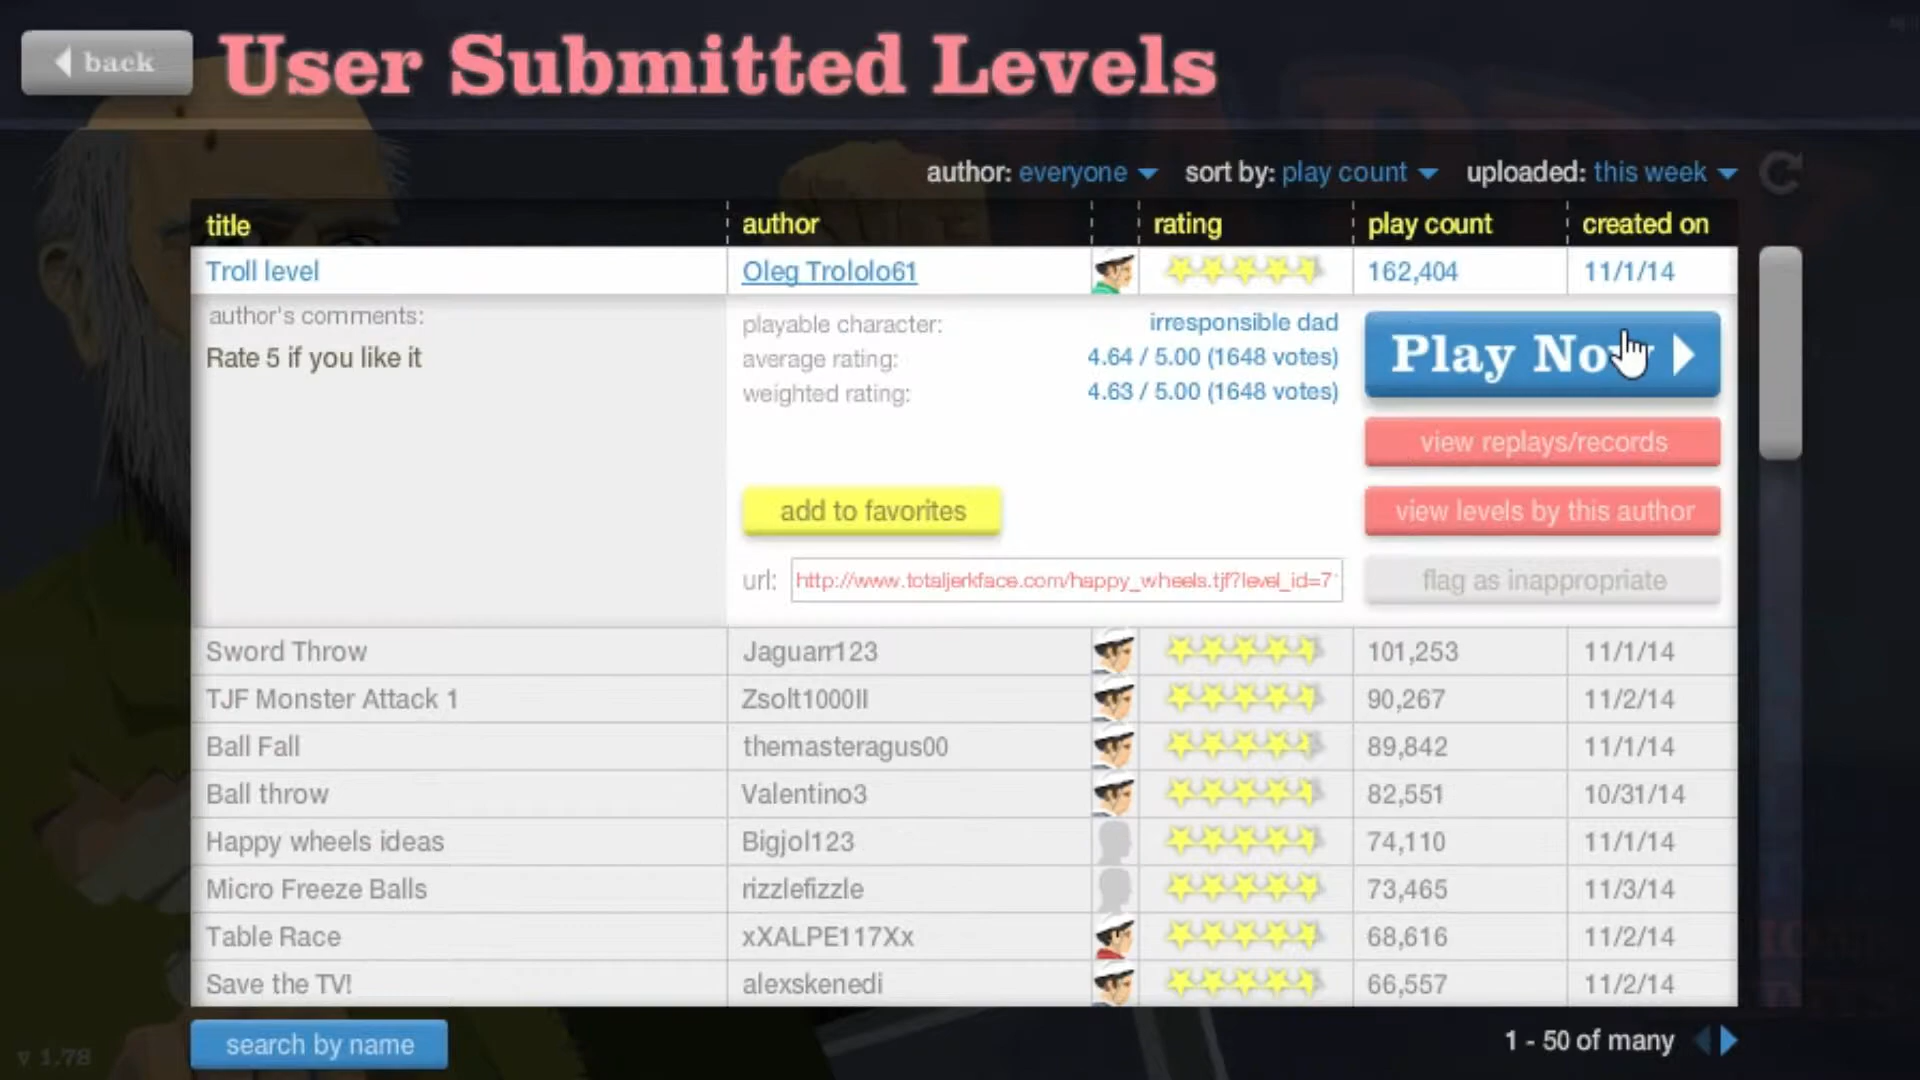 back
User Submitted Levels
author: everyone sort by: play count uploaded: this week
title author rating play count created on
Troll level Oleg Trololo61 162,404 11/1/14
author's comments:
Rate 5 if you like it
playable character: irresponsible dad
average rating: 4.64 / 5.00 (1648 votes)
weighted rating: 4.63 / 5.00 (1648 votes)
Play Now
view replays/records
add to favorites
view levels by this author
url: http://www.totaljerkface.com/happy_wheels.tjf?level_id=7
flag as inappropriate
Sword Throw Jaguarr123 101,253 11/1/14
TJF Monster Attack 1 Zsolt1000II 90,267 11/2/14
Ball Fall themasteragus00 89,842 11/1/14
Ball throw Valentino3 82,551 10/31/14
Happy wheels ideas Bigjol123 74,110 11/1/14
Micro Freeze Balls rizzlefizzle 73,465 11/3/14
Table Race xXALPE117Xx 68,616 11/2/14
Save the TV! alexskenedi 66,557 11/2/14
search by name
1 - 50 of many
v 1.78